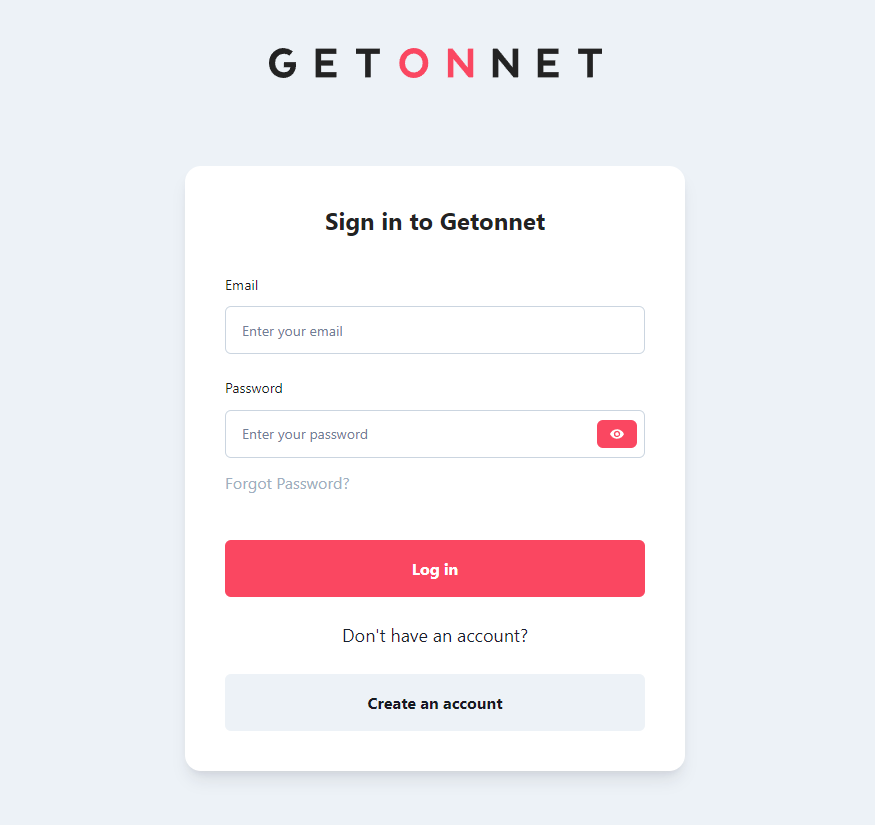 GETONNET
Sign in to Getonnet
Email
Enter your email
Password
Enter your password
Forgot Password?
Log in
Don't have an account?
Create an account